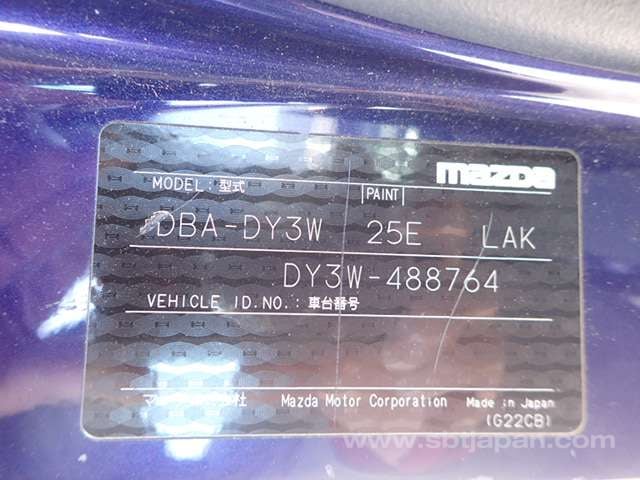 mazda
MODEL:型式 PAINT
DBA-DY3W 25E LAK
DY3W-488764
VEHICLE ID.NO.:車台番号
Mazda Motor Corporation Made in Japan
(G22CB)
www.sbtjapan.com